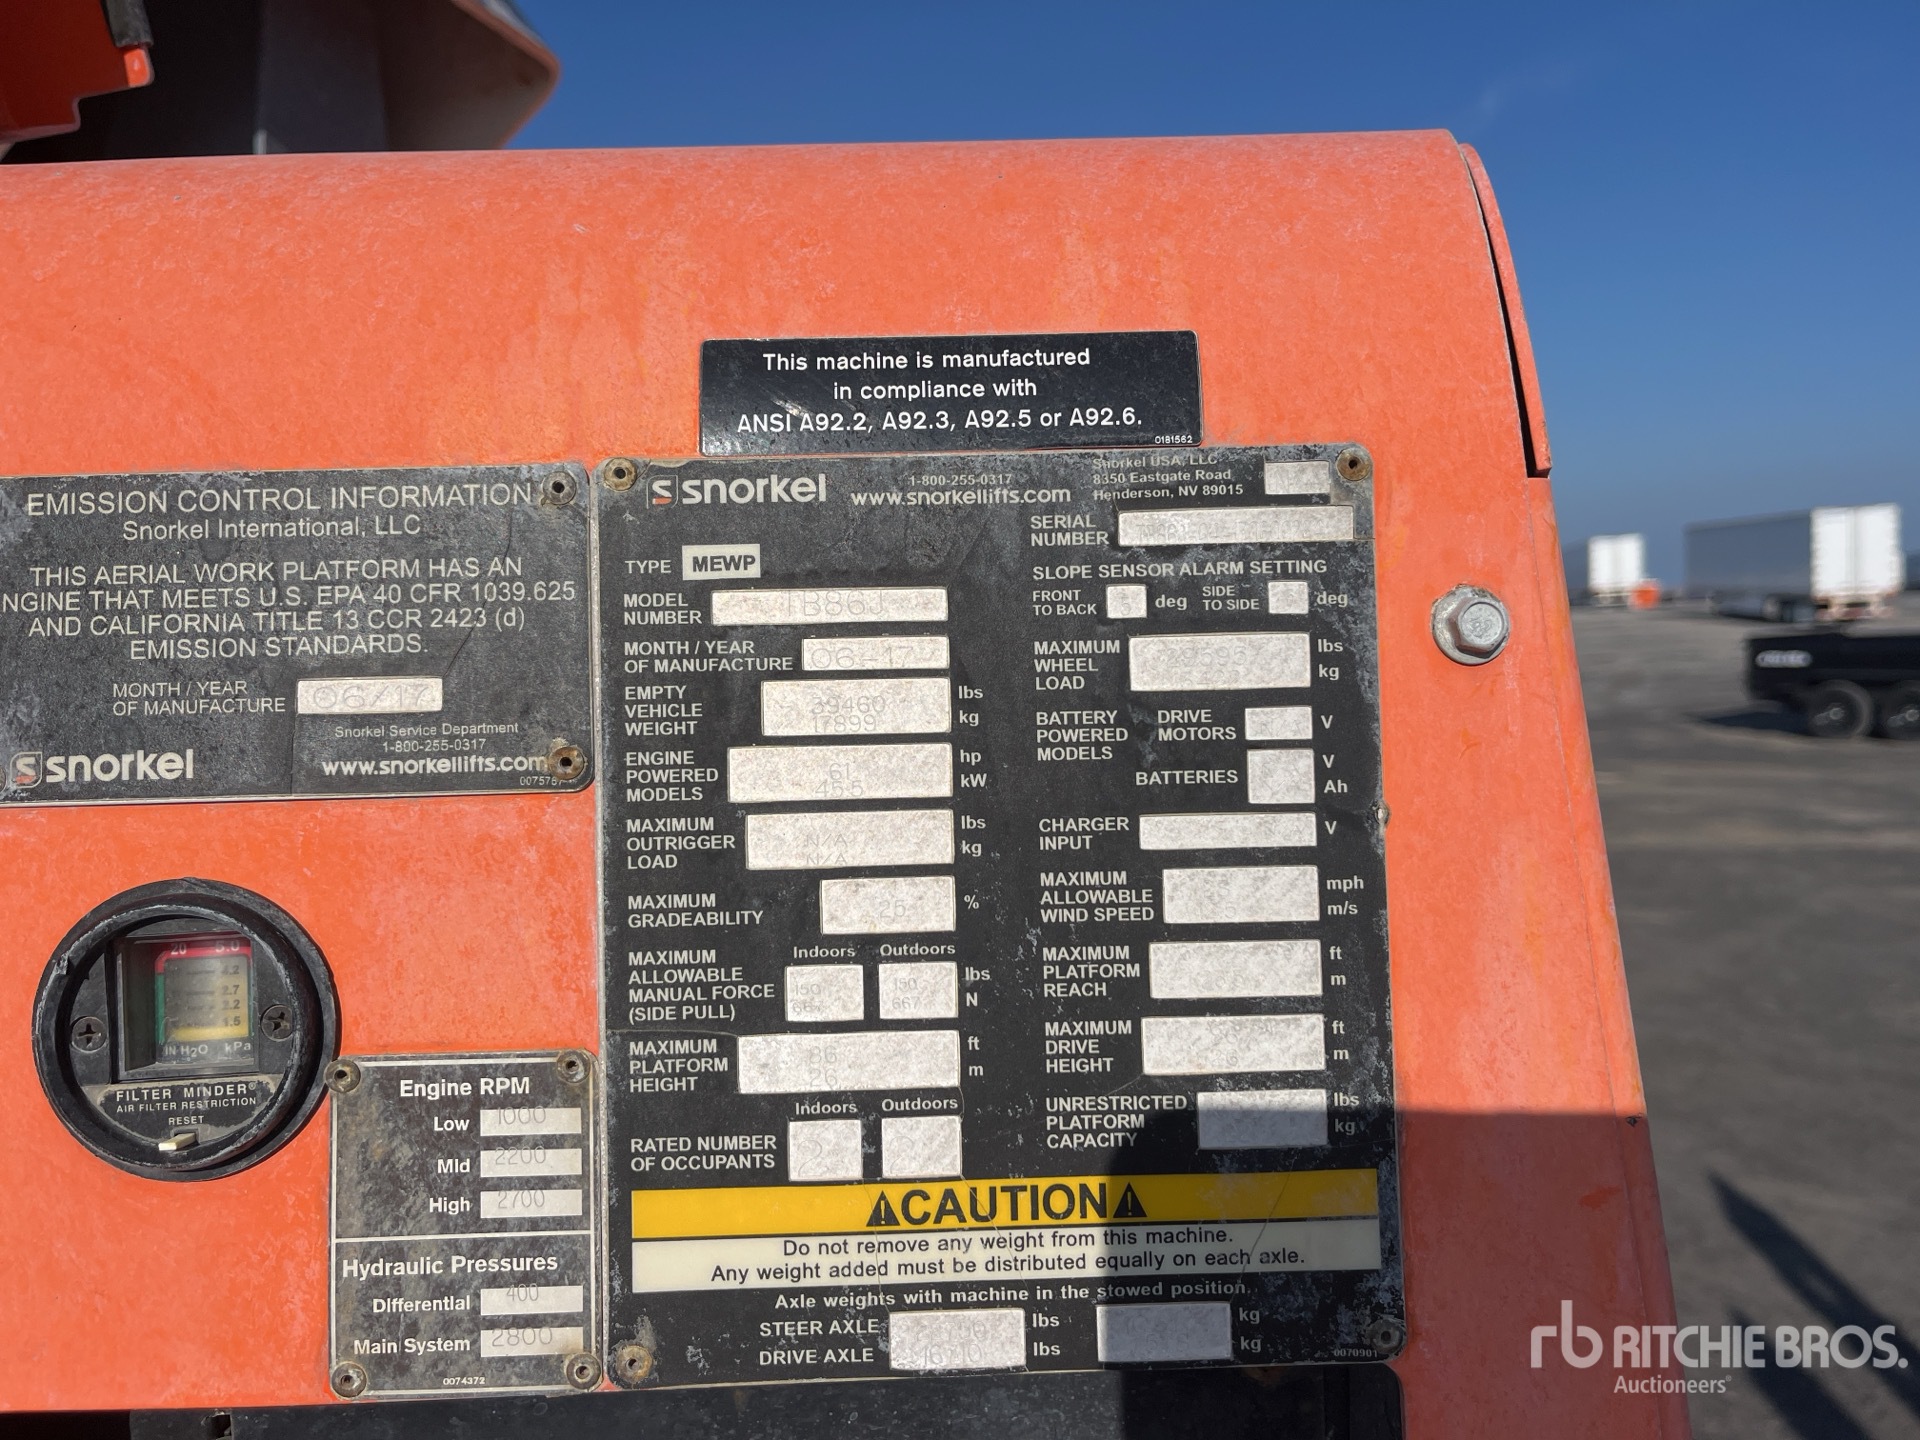 This machine is manufactured
in compliance with
ANSI A92.2, A92.3, A92.5 or A92.6.
0181562
EMISSION CONTROL INFORMATION
Snorkel International, LLC
THIS AERIAL WORK PLATFORM HAS AN
NGINE THAT MEETS U.S. EPA 40 CFR 1039.625
AND CALIFORNIA TITLE 13 CCR 2423 (d)
EMISSION STANDARDS.
MONTH / YEAR
OF MANUFACTURE 06/17
Snorkel Service Department
1-800-255-0317
snorkel www.snorkellifts.com
snorkel
1-800-255-0317
www.snorkellifts.com
Snorkel USA, LLC
8350 Eastgate Road
Henderson, NV 89015
SERIAL
NUMBER
TYPE MEWP
MODEL
NUMBER TB86J
MONTH / YEAR
OF MANUFACTURE 06-17
EMPTY
VEHICLE
WEIGHT
39460 lbs
17899 kg
ENGINE
POWERED
MODELS
61 hp
45.5 kW
MAXIMUM
OUTRIGGER
LOAD
N/A lbs
N/A kg
MAXIMUM
GRADEABILITY 25 %
Indoors Outdoors
MAXIMUM
ALLOWABLE
MANUAL FORCE
(SIDE PULL)
150 150 lbs
667 667 N
MAXIMUM
PLATFORM
HEIGHT
86 ft
26 m
Indoors Outdoors
RATED NUMBER
OF OCCUPANTS
2
SLOPE SENSOR ALARM SETTING
FRONT
TO BACK 5 deg
SIDE
TO SIDE deg
MAXIMUM
WHEEL
LOAD
lbs
kg
BATTERY
POWERED
MODELS
DRIVE
MOTORS V
BATTERIES V
Ah
CHARGER
INPUT V
MAXIMUM
ALLOWABLE
WIND SPEED
mph
m/s
MAXIMUM
PLATFORM
REACH
ft
m
MAXIMUM
DRIVE
HEIGHT
ft
26 m
UNRESTRICTED
PLATFORM
CAPACITY
lbs
kg
CAUTION
Do not remove any weight from this machine.
Any weight added must be distributed equally on each axle.
Axle weights with machine in the stowed position.
STEER AXLE lbs kg
DRIVE AXLE lbs kg
0070901
20 5.0
4.2
2.7
2.2
1.5
IN·H2O kPa
FILTER MINDER®
AIR FILTER RESTRICTION
RESET
Engine RPM
Low 1000
Mid 2200
High 2700
Hydraulic Pressures
Differential 400
Main System 2800
0074372
rb RITCHIE BROS.
Auctioneers